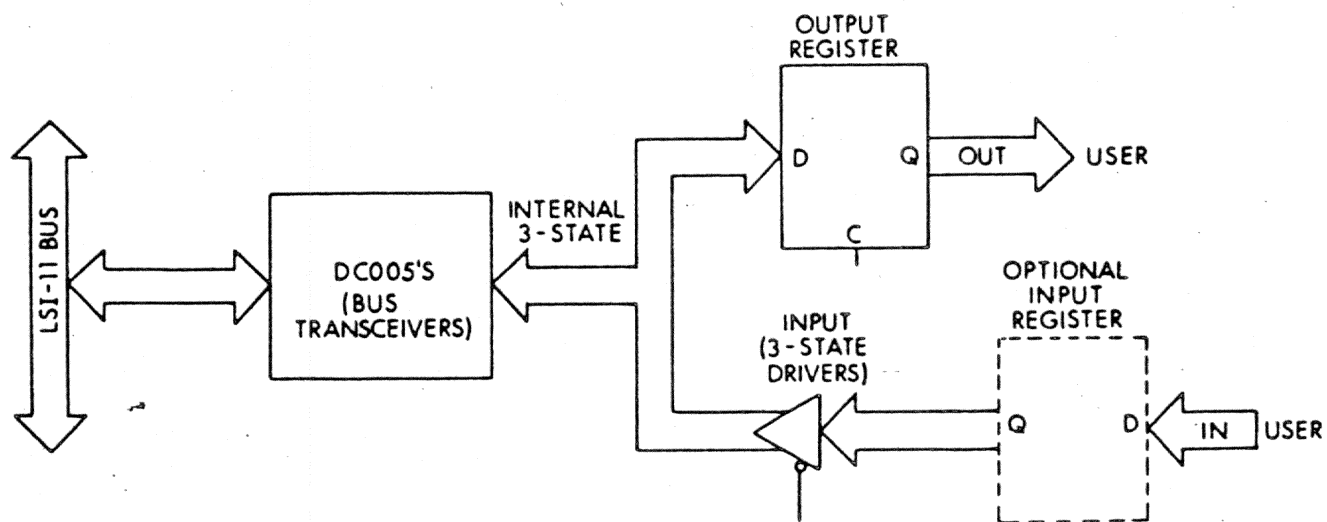 OUTPUT
REGISTER
D
Q
OUT
USER
C
LSI-11 BUS
DC005'S
(BUS
TRANSCEIVERS)
INTERNAL
3-STATE
INPUT
(3-STATE
DRIVERS)
OPTIONAL
INPUT
REGISTER
Q
D
IN
USER